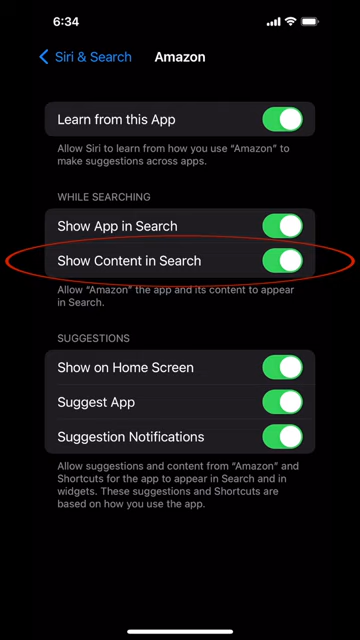 6:34
Siri & Search
Amazon
Learn from this App
Allow Siri to learn from how you use “Amazon” to
make suggestions across apps.
WHILE SEARCHING
Show App in Search
Show Content in Search
Allow “Amazon” the app and its content to appear
in Search.
SUGGESTIONS
Show on Home Screen
Suggest App
Suggestion Notifications
Allow suggestions and content from “Amazon” and
Shortcuts for the app to appear in Search and in
widgets. These suggestions and Shortcuts are
based on how you use the app.